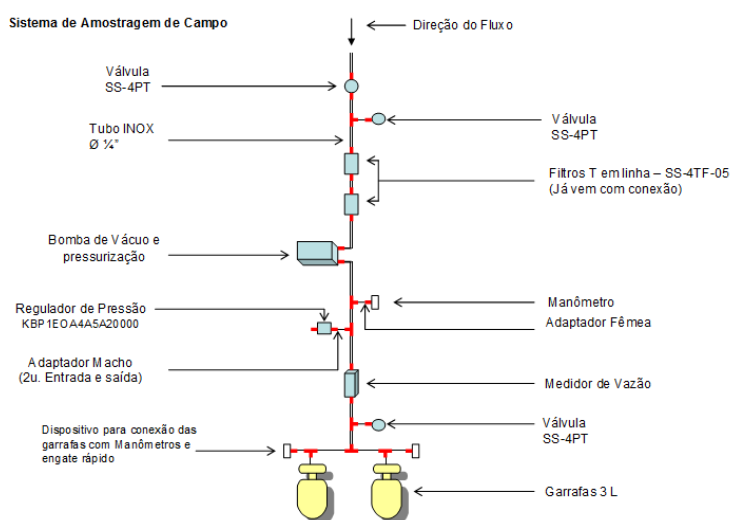 Sistema de Amostragem de Campo
Direção do Fluxo
Válvula
SS-4PT
Válvula
SS-4PT
Tubo INOX
Ø ¼"
Filtros T em linha – SS-4TF-05
(Já vem com conexão)
Bomba de Vácuo e
pressurização
Regulador de Pressão
KBP1EOA4A5A20000
Manômetro
Adaptador Fêmea
Adaptador Macho
(2u. Entrada e saída)
Medidor de Vazão
Válvula
SS-4PT
Dispositivo para conexão das
garrafas com Manômetros e
engate rápido
Garrafas 3 L